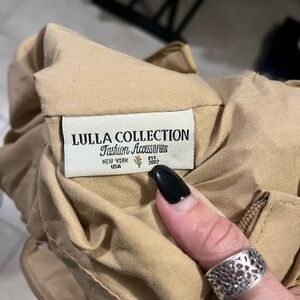 LULLA COLLECTION
Fashion Accessories
NEW YORK EST.
USA 2007